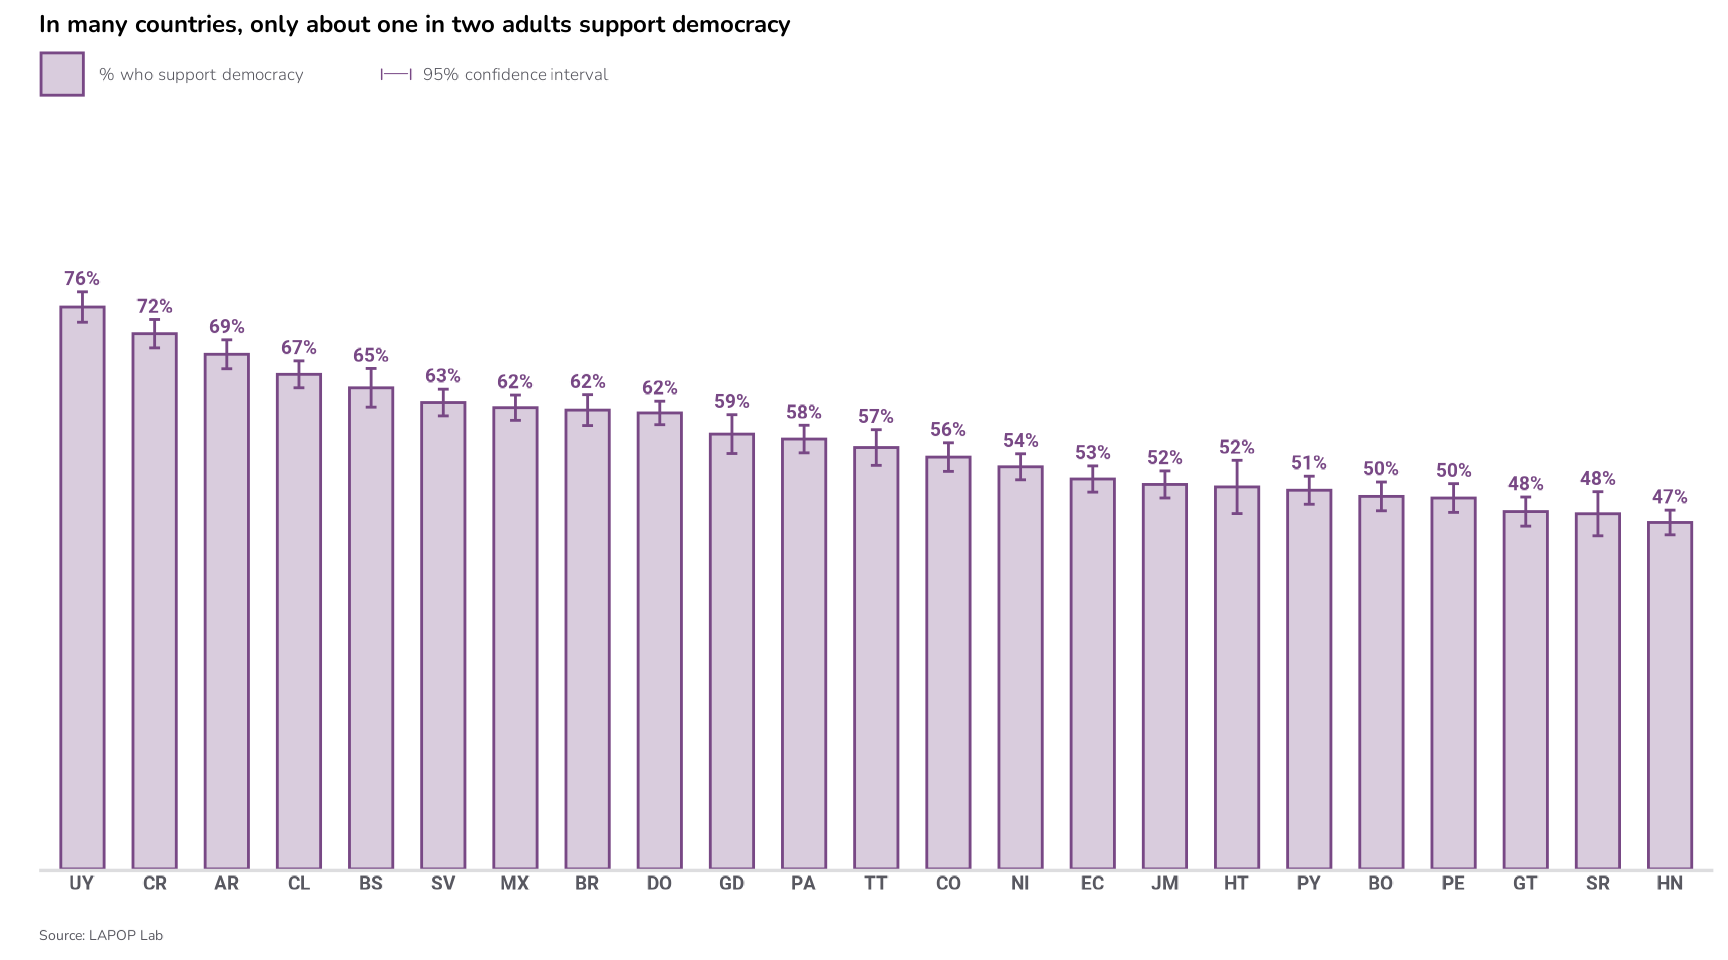 In many countries, only about one in two adults support democracy
% who support democracy 95% confidence interval
76% 72% 69% 67% 65% 63% 62% 62% 62% 59% 58% 57% 56% 54% 53% 52% 52% 51% 50% 50% 48% 48% 47%
UY CR AR CL BS SV MX BR DO GD PA TT CO NI EC JM HT PY BO PE GT SR HN
Source: LAPOP Lab